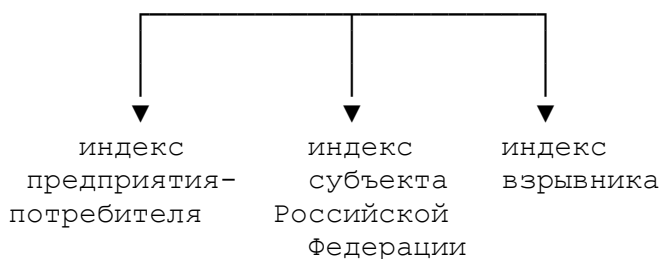 индекс индекс индекс
предприятия- субъекта взрывника
потребителя Российской
Федерации